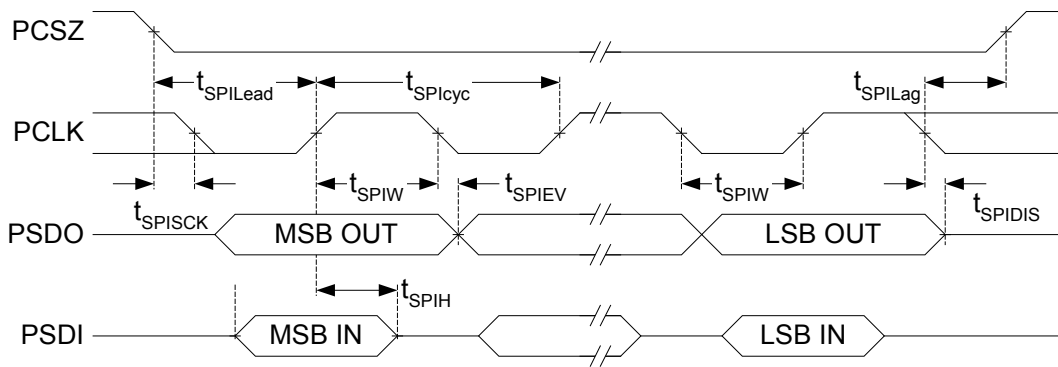 PCSZ
tSPILead
tSPIcyc
tSPILag
PCLK
tSPISCK
tSPIW
tSPIEV
tSPIW
tSPIDIS
PSDO
MSB OUT
LSB OUT
tSPIH
PSDI
MSB IN
LSB IN